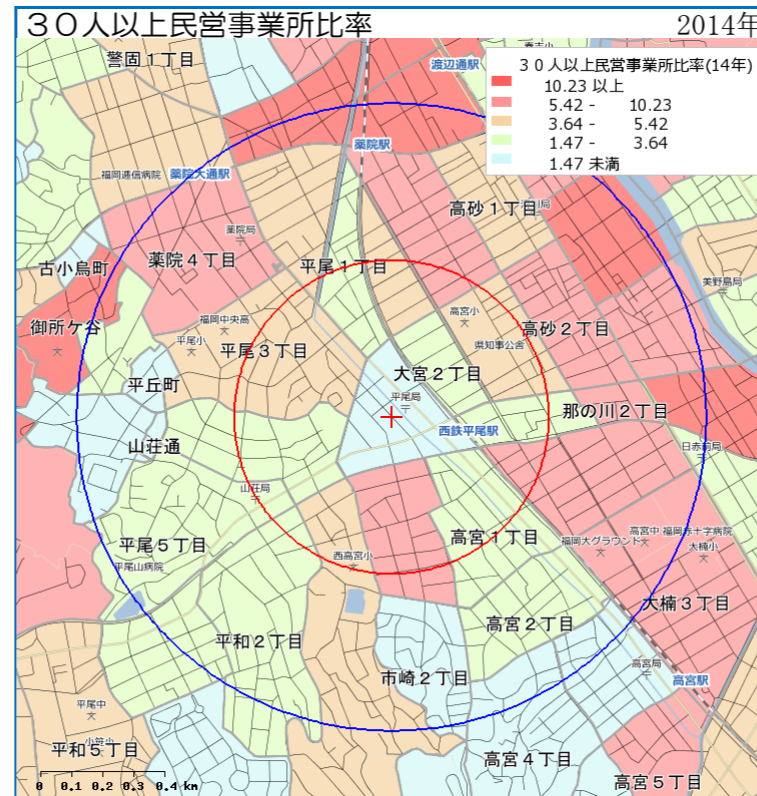 ３０人以上民営事業所比率
2014年
警固１丁目
渡辺通駅
３０人以上民営事業所比率(14年)
10.23 以上
5.42 - 10.23
3.64 - 5.42
1.47 - 3.64
1.47 未満
薬院駅
福岡逓信病院
薬院大通駅
高砂１丁目
薬院局
古小烏町
薬院４丁目
平尾１丁目
美野島局
御所ケ谷
福岡中央高
高宮小
平尾小
平尾３丁目
県知事公舎
高砂２丁目
平丘町
大宮２丁目
平尾局
那の川２丁目
西鉄平尾駅
山荘通
日赤前局
山荘局
平尾５丁目
高宮１丁目
福岡大グラウンド
高宮中
福岡赤十字病院
大楠小
西高宮小
平尾山病院
大楠３丁目
高宮２丁目
平和２丁目
高宮局
市崎２丁目
高宮駅
平尾中
小笹小
平和５丁目
高宮４丁目
高宮５丁目
0 0.1 0.2 0.3 0.4 km